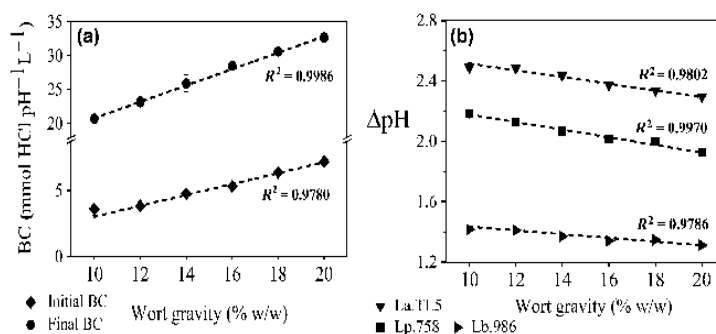 (a)
BC (mmol HCl pH⁻¹ L⁻¹)
35
30
25
20
5
0
R² = 0.9986
R² = 0.9780
10 12 14 16 18 20
Wort gravity (% w/w)
Initial BC
Final BC
(b)
ΔpH
2.8
2.4
2.0
1.6
1.2
R² = 0.9802
R² = 0.9970
R² = 0.9786
10 12 14 16 18 20
Wort gravity (% w/w)
La.TL5
Lp.758 Lb.986